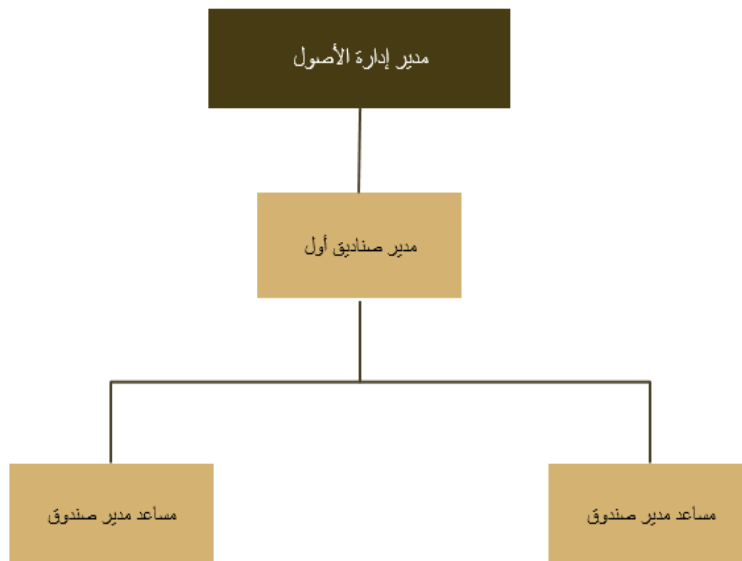 مدير إدارة الأصول
مدير صناديق أول
مساعد مدير صندوق
مساعد مدير صندوق